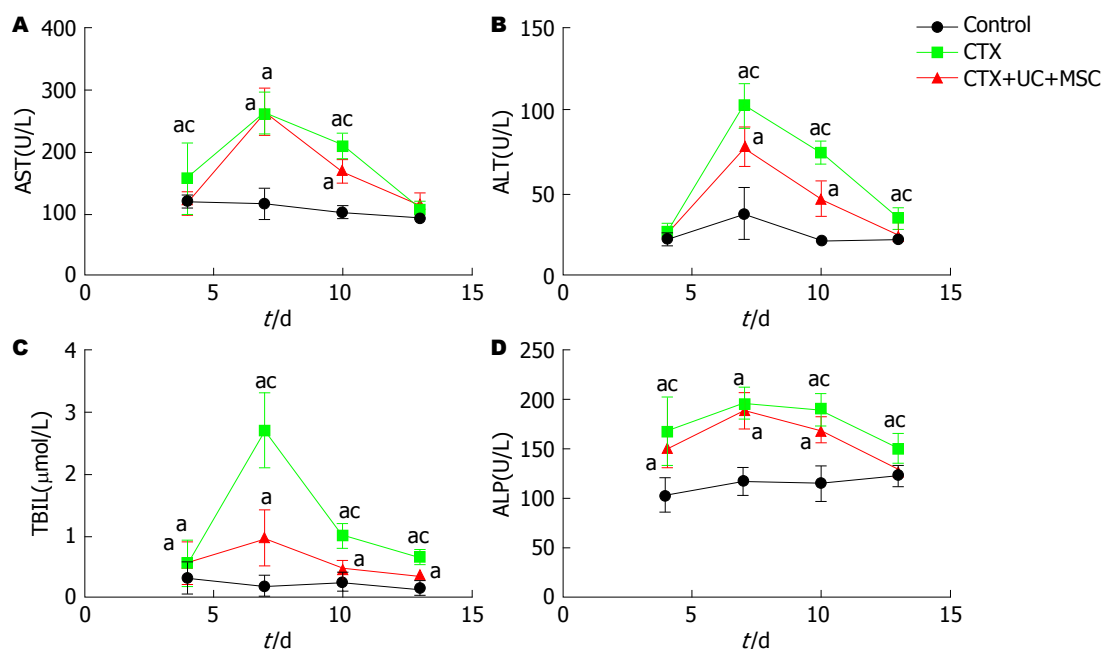 A
400
300
200
100
0
AST(U/L)
ac
a
a
ac
a
0 5 10 15
t/d
B
150
100
50
0
ALT(U/L)
ac
a
ac
a
ac
0 5 10 15
t/d
Control
CTX
CTX+UC+MSC
C
4
3
2
1
0
TBIL(μmol/L)
a
a
ac
a
ac
a
ac
a
0 5 10 15
t/d
D
250
200
150
100
50
0
ALP(U/L)
ac
a
a
a
ac
a
ac
0 5 10 15
t/d